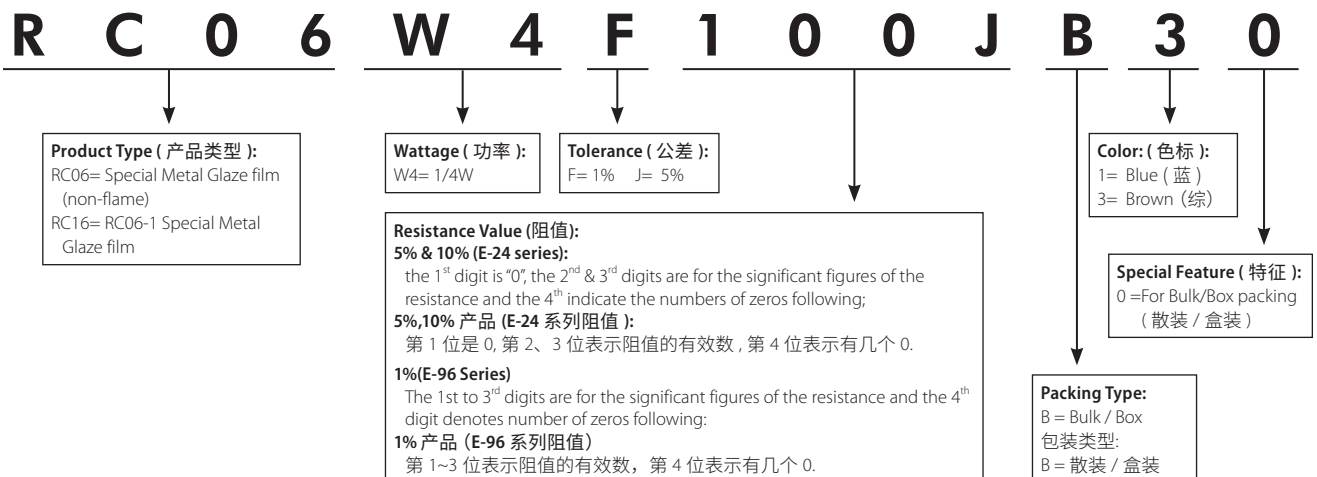 R C 0 6 W 4 F 1 0 0 J B 3 0
Product Type ( 产品类型 ):
RC06= Special Metal Glaze film
(non-flame)
RC16= RC06-1 Special Metal
Glaze film
Wattage ( 功率 ):
W4= 1/4W
Tolerance ( 公差 ):
F= 1% J= 5%
Resistance Value (阻值):
5% & 10% (E-24 series):
the 1st digit is “0”, the 2nd & 3rd digits are for the significant figures of the
resistance and the 4th indicate the numbers of zeros following;
5%,10% 产品 (E-24 系列阻值 ):
第 1 位是 0, 第 2、3 位表示阻值的有效数 , 第 4 位表示有几个 0.
1%(E-96 Series)
The 1st to 3rd digits are for the significant figures of the resistance and the 4th
digit denotes number of zeros following:
1% 产品（E-96 系列阻值）
第 1~3 位表示阻值的有效数，第 4 位表示有几个 0.
Color: ( 色标 ):
1= Blue ( 蓝 )
3= Brown（综）
Special Feature ( 特征 ):
0 =For Bulk/Box packing
( 散装 / 盒装 )
Packing Type:
B = Bulk / Box
包装类型:
B = 散装 / 盒装